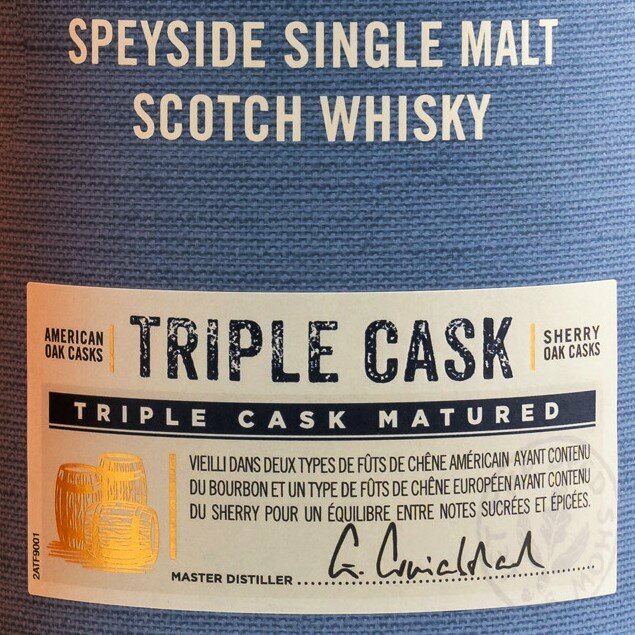 SPEYSIDE SINGLE MALT
SCOTCH WHISKY
AMERICAN
OAK CASKS
TRIPLE CASK
SHERRY
OAK CASKS
TRIPLE CASK MATURED
VIEILLI DANS DEUX TYPES DE FÛTS DE CHÊNE AMÉRICAIN AYANT CONTENU
DU BOURBON ET UN TYPE DE FÛTS DE CHÊNE EUROPÉEN AYANT CONTENU
DU SHERRY POUR UN ÉQUILIBRE ENTRE NOTES SUCRÉES ET ÉPICÉES.
MASTER DISTILLER
2ATF9001